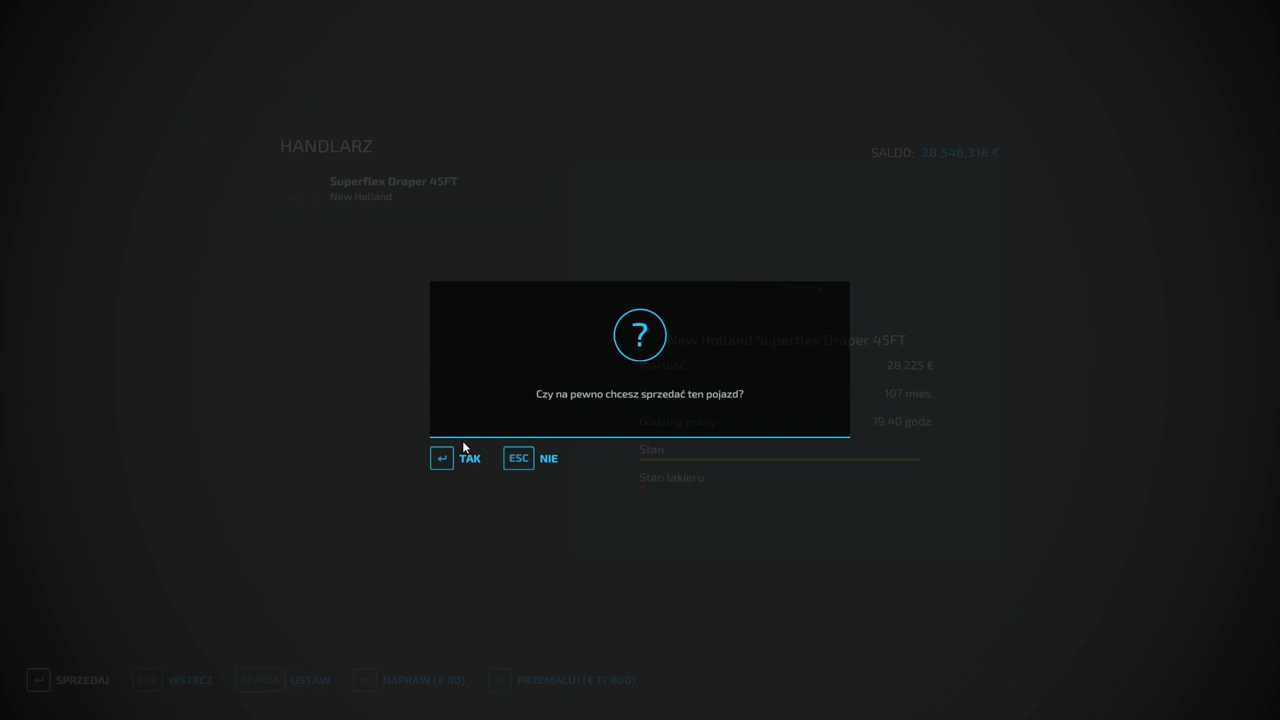 HANDLARZ
SALDO: 28,546,316 €
Superflex Draper 45FT
New Holland
?
New Holland Superflex Draper 45FT
Wartość 28,225 €
Czy na pewno chcesz sprzedać ten pojazd?
107 mies.
Godziny pracy 19.40 godz.
Stan
TAK ESC NIE
Stan lakieru
SPRZEDAJ ESC WSTECZ SPACJA USTAW NAPRAW (€ 80) X PRZEMALUJ (€ 17,800)